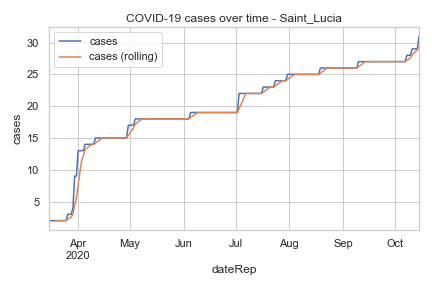 COVID-19 cases over time - Saint_Lucia
cases
cases (rolling)
cases
30
25
20
15
10
5
Apr May Jun Jul Aug Sep Oct
2020
dateRep